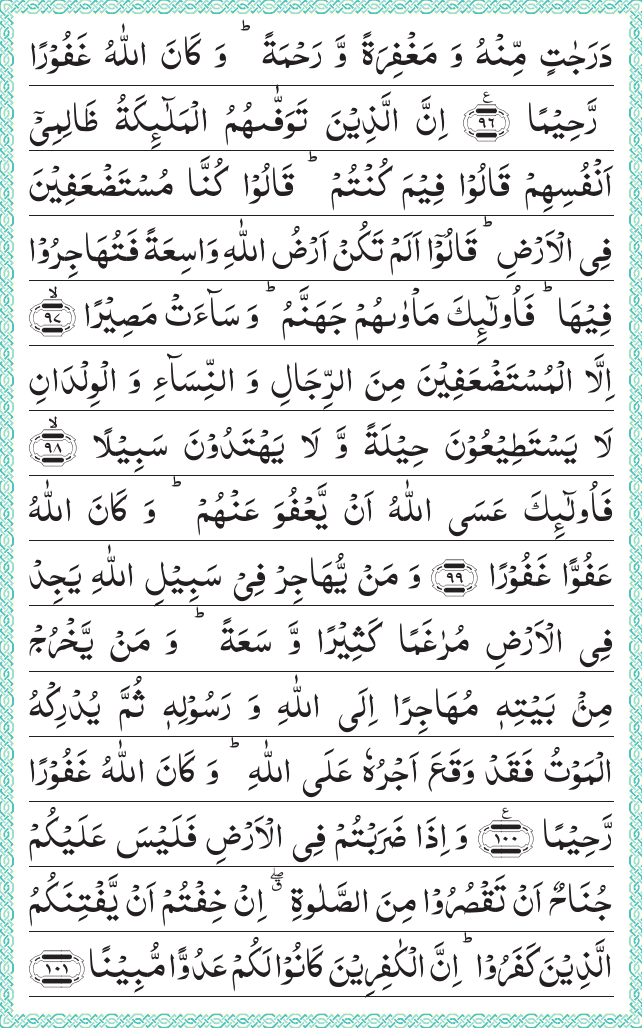 دَرَجٰتٍ مِّنْهُ وَ مَغْفِرَةً وَّ رَحْمَةً ؕ وَ كَانَ اللّٰهُ غَفُوْرًا
رَّحِيْمًا ﴿٩٦﴾ۧ اِنَّ الَّذِيْنَ تَوَفّٰىهُمُ الْمَلٰٓئِكَةُ ظَالِمِیْۤ
اَنْفُسِهِمْ قَالُوْا فِيْمَ كُنْتُمْ ؕ قَالُوْا كُنَّا مُسْتَضْعَفِيْنَ
فِی الْاَرْضِ ؕ قَالُوْۤا اَلَمْ تَكُنْ اَرْضُ اللّٰهِ وَاسِعَةً فَتُهَاجِرُوْا
فِيْهَا ؕ فَاُولٰٓئِكَ مَاْوٰىهُمْ جَهَنَّمُ ؕ وَ سَآءَتْ مَصِيْرًا ﴿٩٧﴾ۙ
اِلَّا الْمُسْتَضْعَفِيْنَ مِنَ الرِّجَالِ وَ النِّسَآءِ وَ الْوِلْدَانِ
لَا يَسْتَطِيْعُوْنَ حِيْلَةً وَّ لَا يَهْتَدُوْنَ سَبِيْلًا ﴿٩٨﴾ۙ
فَاُولٰٓئِكَ عَسَی اللّٰهُ اَنْ يَّعْفُوَ عَنْهُمْ ؕ وَ كَانَ اللّٰهُ
عَفُوًّا غَفُوْرًا ﴿٩٩﴾ وَ مَنْ يُّهَاجِرْ فِیْ سَبِيْلِ اللّٰهِ يَجِدْ
فِی الْاَرْضِ مُرٰغَمًا كَثِيْرًا وَّ سَعَةً ؕ وَ مَنْ يَّخْرُجْ
مِنْۢ بَيْتِهٖ مُهَاجِرًا اِلَی اللّٰهِ وَ رَسُوْلِهٖ ثُمَّ يُدْرِكْهُ
الْمَوْتُ فَقَدْ وَقَعَ اَجْرُهٗ عَلَی اللّٰهِ ؕ وَ كَانَ اللّٰهُ غَفُوْرًا
رَّحِيْمًا ﴿١٠٠﴾ۧ وَ اِذَا ضَرَبْتُمْ فِی الْاَرْضِ فَلَيْسَ عَلَيْكُمْ
جُنَاحٌ اَنْ تَقْصُرُوْا مِنَ الصَّلٰوةِ ۖۗ اِنْ خِفْتُمْ اَنْ يَّفْتِنَكُمُ
الَّذِيْنَ كَفَرُوْا ؕ اِنَّ الْكٰفِرِيْنَ كَانُوْا لَكُمْ عَدُوًّا مُّبِيْنًا ﴿١٠١﴾